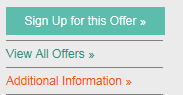 Sign Up for this Offer »
View All Offers »
Additional Information »